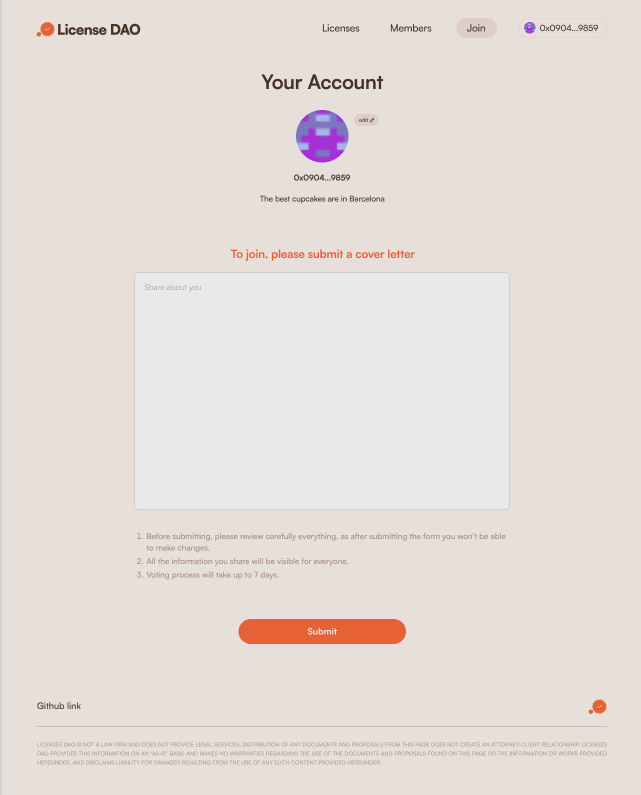 License DAO
Licenses
Members
Join
0x0904...9859
Your Account
edit
0x0904...9859
The best cupcakes are in Barcelona
To join, please submit a cover letter
Share about you
1. Before submitting, please review carefully everything, as after submitting the form you won't be able
to make changes.
2. All the information you share will be visible for everyone.
3. Voting process will take up to 7 days.
Submit
Github link
LICENSES DAO IS NOT A LAW FIRM AND DOES NOT PROVIDE LEGAL SERVICES. DISTRIBUTION OF ANY DOCUMENTS AND PROPOSALS FROM THIS PAGE DOES NOT CREATE AN ATTORNEY-CLIENT RELATIONSHIP. LICENSES
DAO PROVIDES THIS INFORMATION ON AN "AS-IS" BASIS AND MAKES NO WARRANTIES REGARDING THE USE OF THE DOCUMENTS AND PROPOSALS FOUND ON THIS PAGE OR THE INFORMATION OR WORKS PROVIDED
HEREUNDER, AND DISCLAIMS LIABILITY FOR DAMAGES RESULTING FROM THE USE OF ANY SUCH CONTENT PROVIDED HEREUNDER.